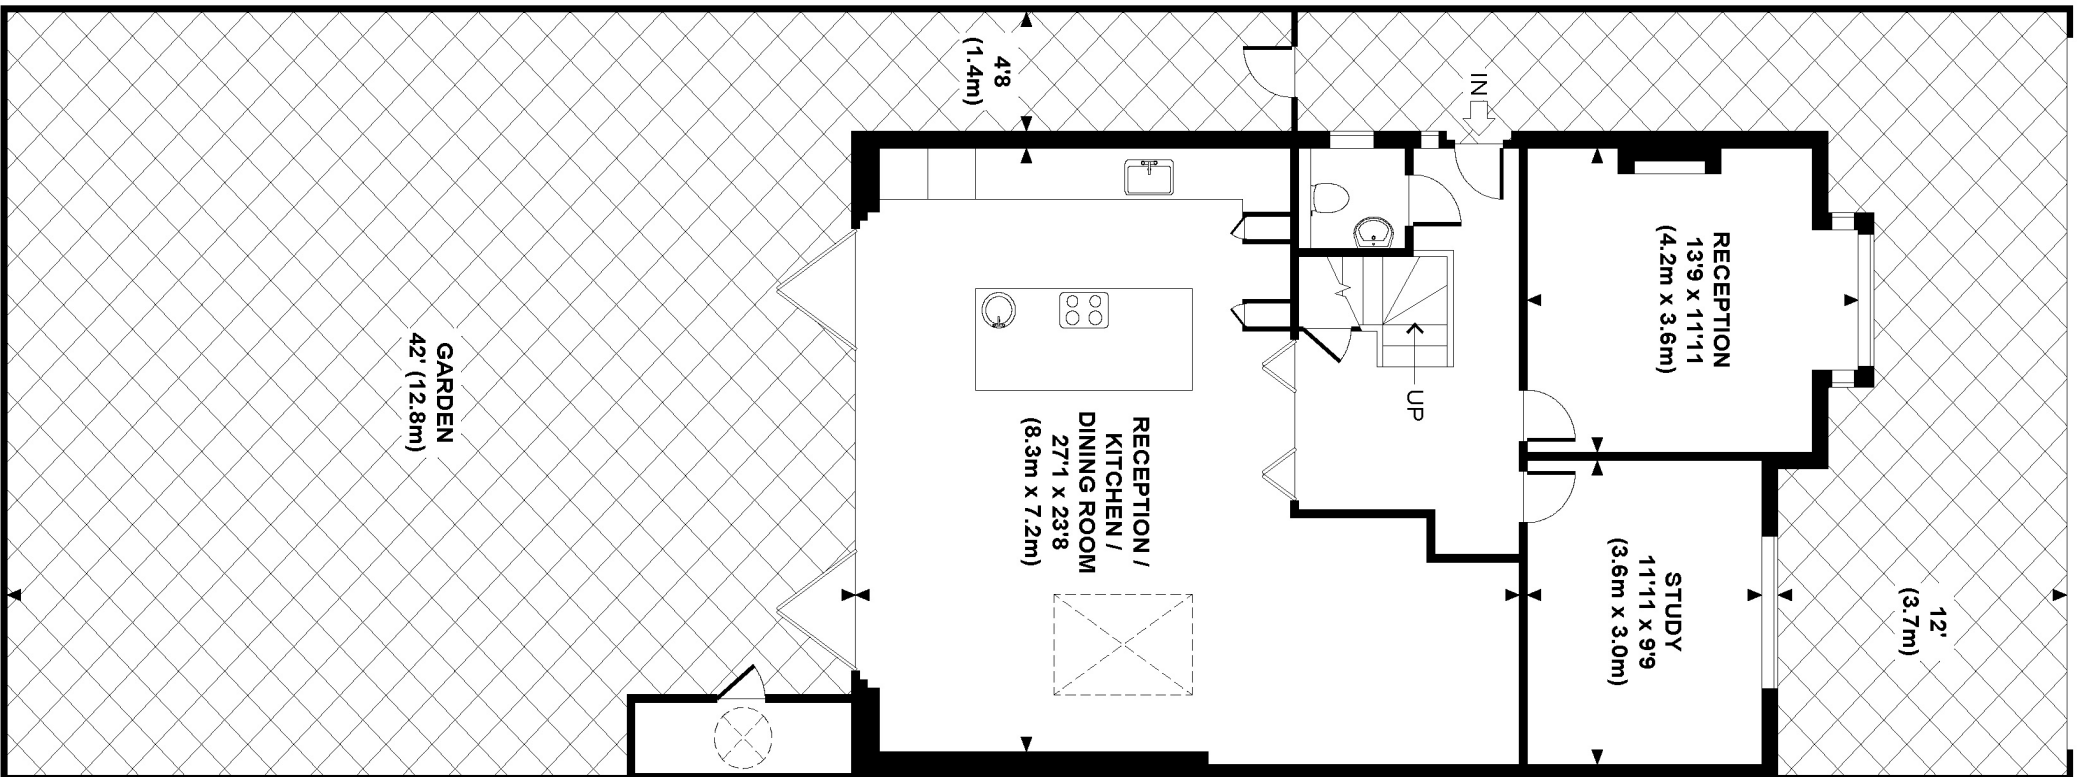 4'8
(1.4m)
IN
RECEPTION
13'9 x 11'11
(4.2m x 3.6m)
UP
GARDEN
42' (12.8m)
RECEPTION /
KITCHEN /
DINING ROOM
27'1 x 23'8
(8.3m x 7.2m)
STUDY
11'11 x 9'9
(3.6m x 3.0m)
12'
(3.7m)